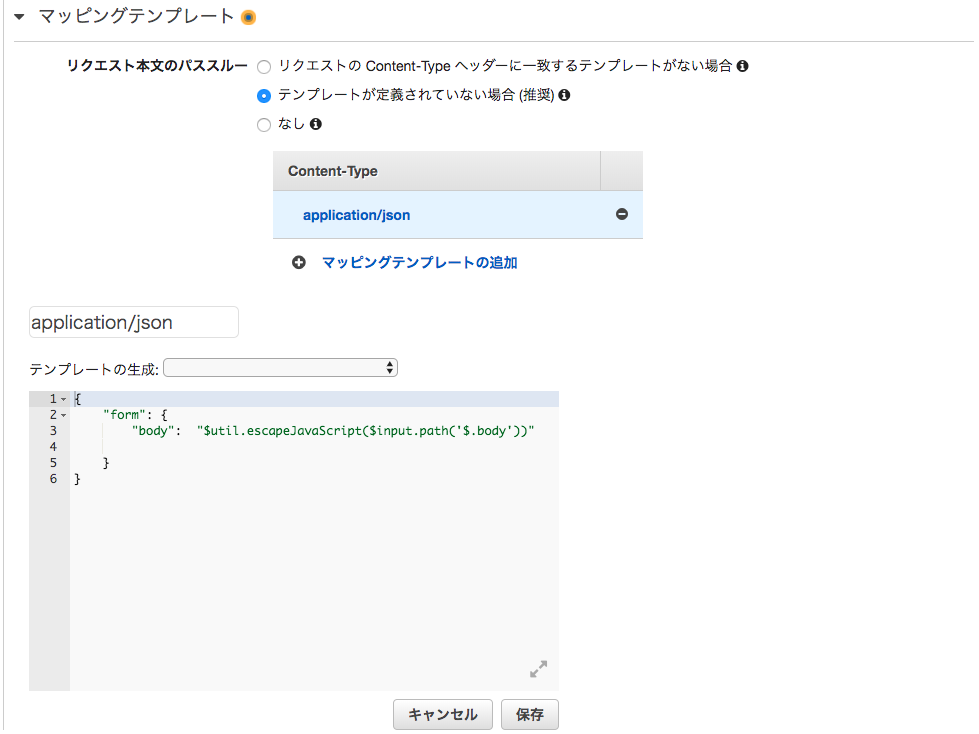 マッピングテンプレート
リクエスト本文のパススルー
リクエストの Content-Type ヘッダーに一致するテンプレートがない場合
テンプレートが定義されていない場合 (推奨)
なし
Content-Type
application/json
マッピングテンプレートの追加
application/json
テンプレートの生成:
1 {
2 "form": {
3 "body": "$util.escapeJavaScript($input.path('$.body'))"
4
5 }
6 }
キャンセル 保存